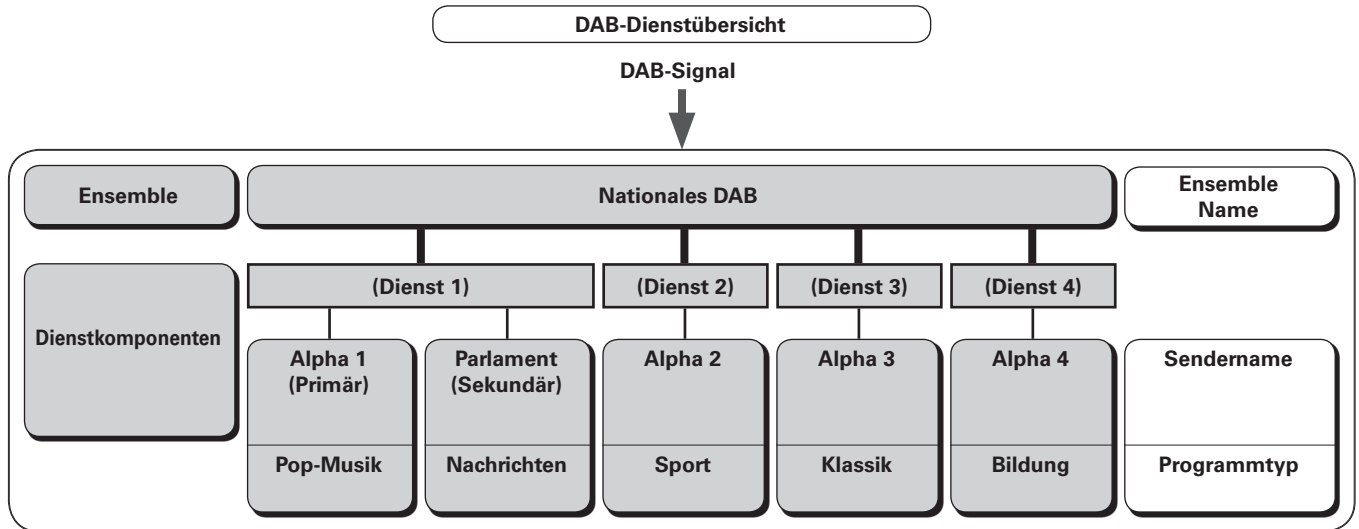 DAB-Dienstübersicht
DAB-Signal
Ensemble
Nationales DAB
Ensemble
Name
(Dienst 1)
(Dienst 2)
(Dienst 3)
(Dienst 4)
Dienstkomponenten
Alpha 1
(Primär)
Parlament
(Sekundär)
Alpha 2
Alpha 3
Alpha 4
Sendername
Pop-Musik
Nachrichten
Sport
Klassik
Bildung
Programmtyp